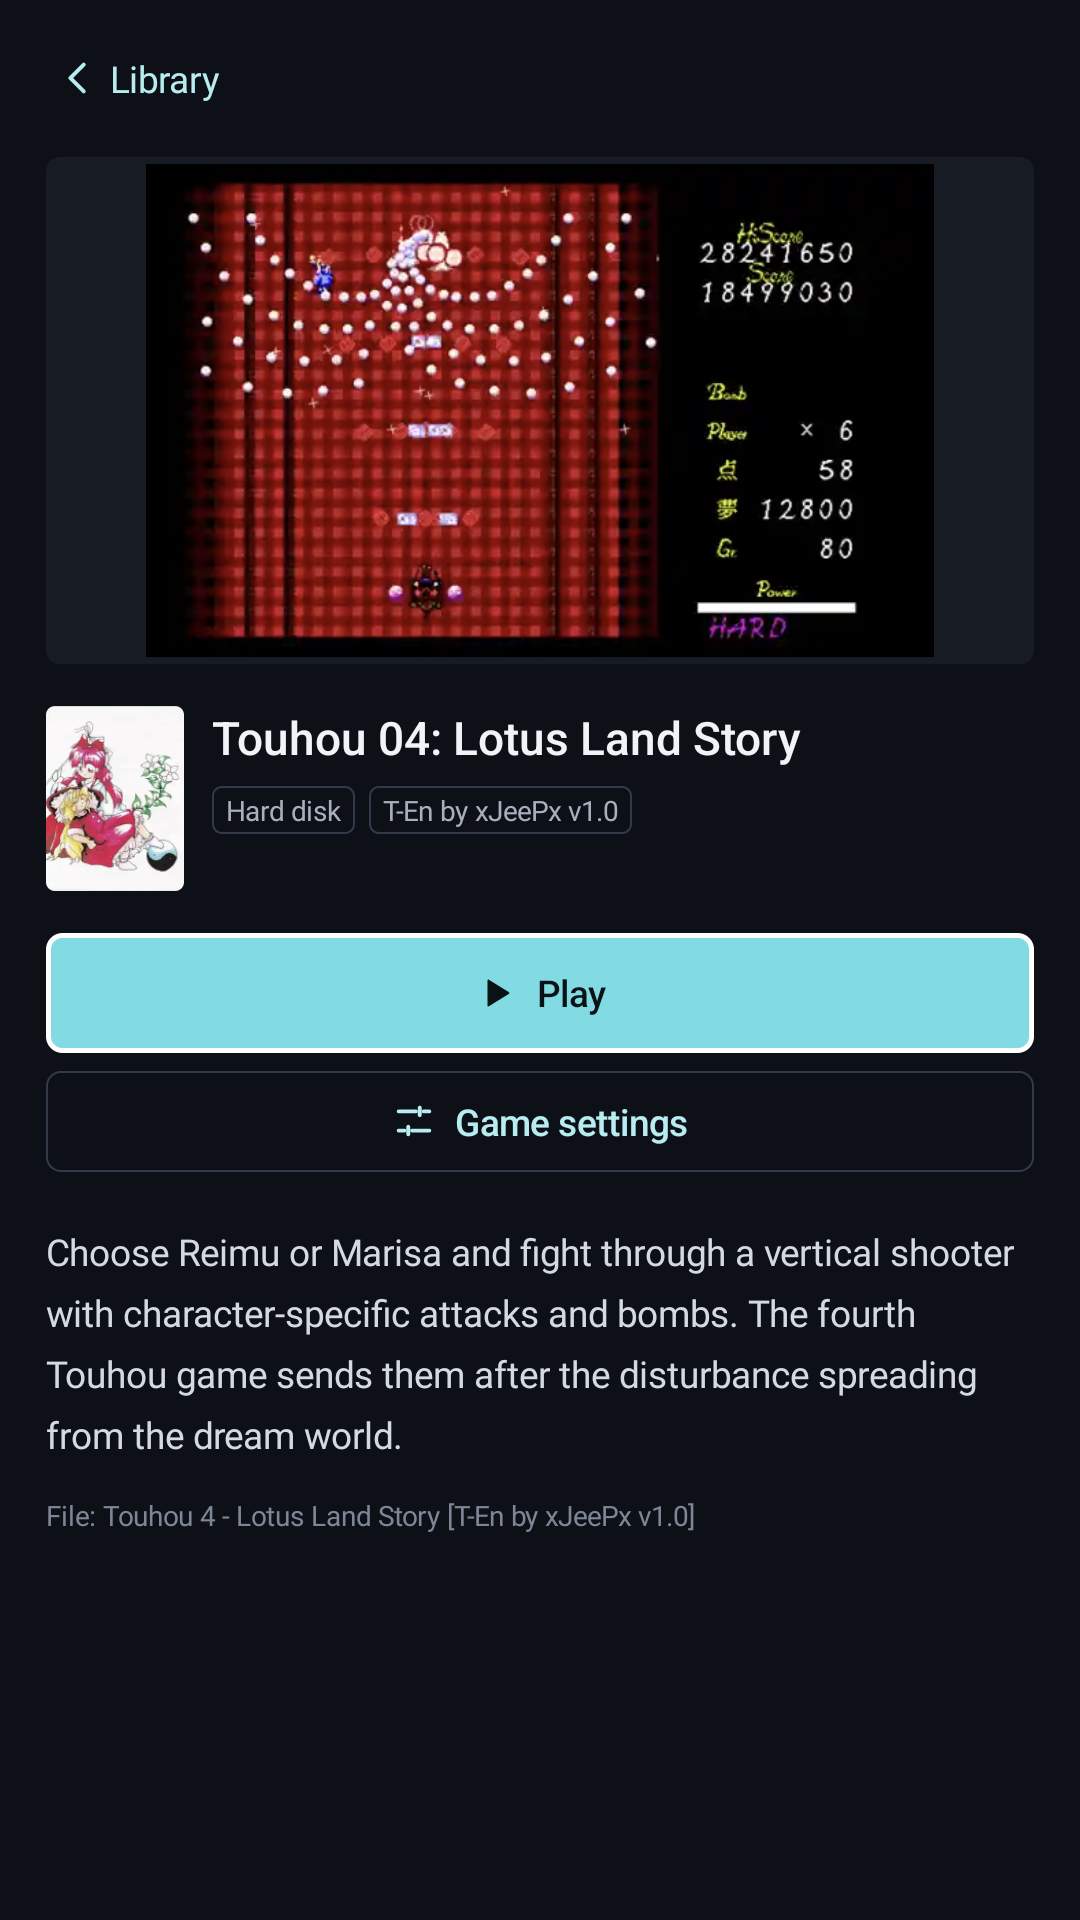 Library
HiScore
28241650
Score
18499030
Bomb
Player × 6
点 58
夢 12800
Gr. 80
Power
HARD
Touhou 04: Lotus Land Story
Hard disk
T-En by xJeePx v1.0
Play
Game settings
Choose Reimu or Marisa and fight through a vertical shooter
with character-specific attacks and bombs. The fourth
Touhou game sends them after the disturbance spreading
from the dream world.
File: Touhou 4 - Lotus Land Story [T-En by xJeePx v1.0]